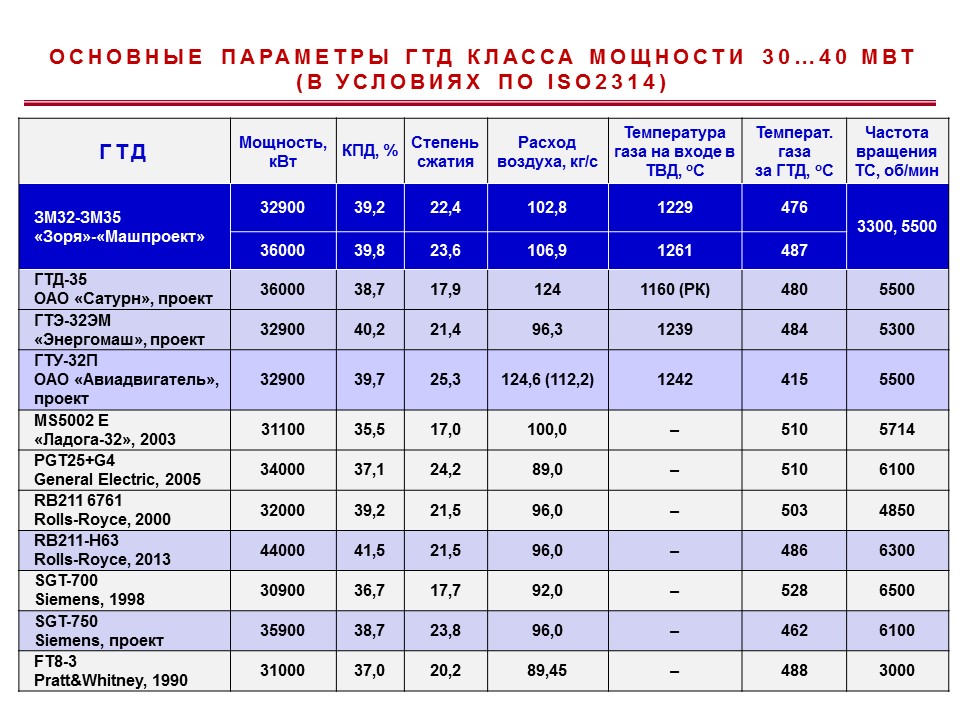 ОСНОВНЫЕ ПАРАМЕТРЫ ГТД КЛАССА МОЩНОСТИ 30…40 МВТ
(В УСЛОВИЯХ ПО ISO2314)
ГТД
Мощность,
кВт
КПД, %
Степень
сжатия
Расход
воздуха, кг/с
Температура
газа на входе в
ТВД, °С
Температ.
газа
за ГТД, °С
Частота
вращения
ТС, об/мин
ЗМ32-ЗМ35
«Зоря»-«Машпроект»
32900 39,2 22,4 102,8 1229 476
3300, 5500
36000 39,8 23,6 106,9 1261 487
ГТД-35
ОАО «Сатурн», проект
36000 38,7 17,9 124 1160 (РК) 480 5500
ГТЭ-32ЭМ
«Энергомаш», проект
32900 40,2 21,4 96,3 1239 484 5300
ГТУ-32П
ОАО «Авиадвигатель»,
проект
32900 39,7 25,3 124,6 (112,2) 1242 415 5500
MS5002 E
«Ладога-32», 2003
31100 35,5 17,0 100,0 – 510 5714
PGT25+G4
General Electric, 2005
34000 37,1 24,2 89,0 – 510 6100
RB211 6761
Rolls-Royce, 2000
32000 39,2 21,5 96,0 – 503 4850
RB211-H63
Rolls-Royce, 2013
44000 41,5 21,5 96,0 – 486 6300
SGT-700
Siemens, 1998
30900 36,7 17,7 92,0 – 528 6500
SGT-750
Siemens, проект
35900 38,7 23,8 96,0 – 462 6100
FT8-3
Pratt&Whitney, 1990
31000 37,0 20,2 89,45 – 488 3000